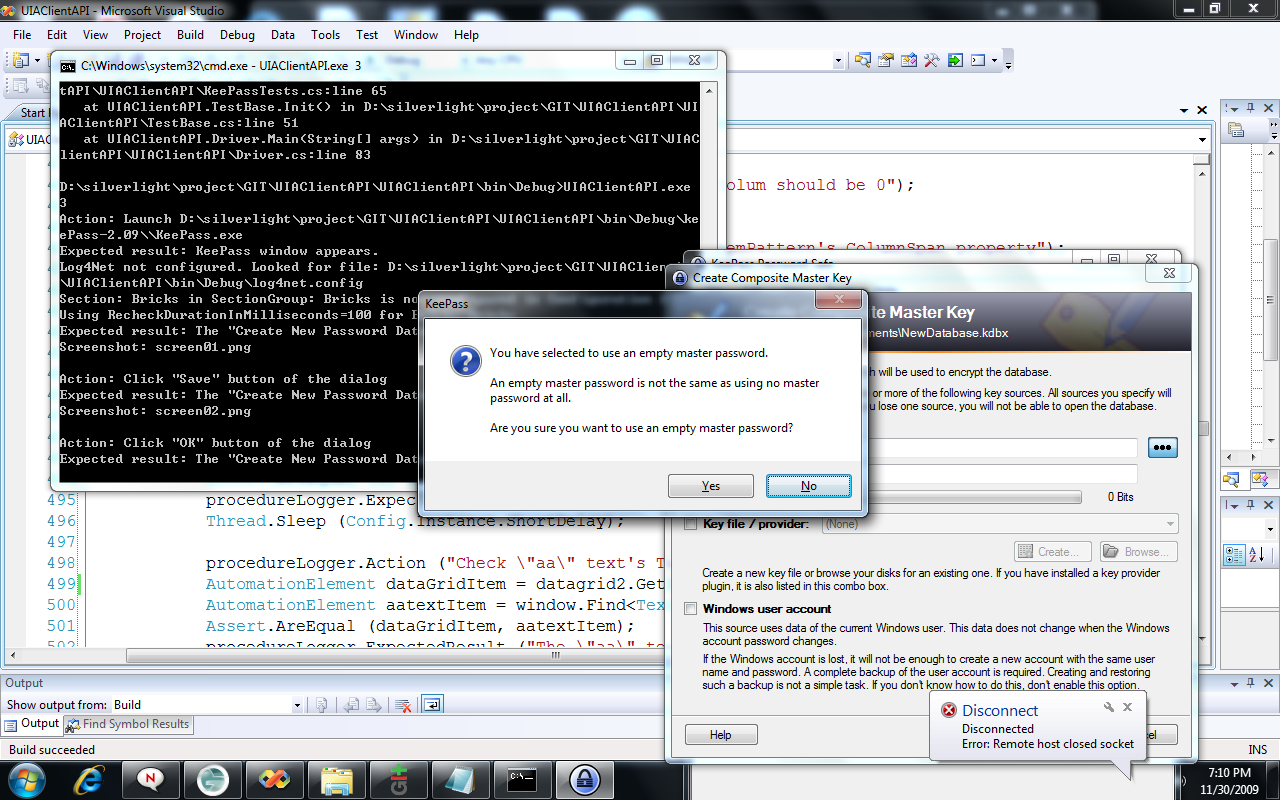 UIAClientAPI - Microsoft Visual Studio
File Edit View Project Build Debug Data Tools Test Window Help
C:\Windows\system32\cmd.exe - UIAClientAPI.exe 3
tAPI\UIAClientAPI\KeePassTests.cs:line 65
at UIAClientAPI.TestBase.Init() in D:\silverlight\project\GIT\UIAClientAPI\UI
AClientAPI\TestBase.cs:line 51
at UIAClientAPI.Driver.Main(String[] args) in D:\silverlight\project\GIT\UIAC
lientAPI\UIAClientAPI\Driver.cs:line 83
D:\silverlight\project\GIT\UIAClientAPI\UIAClientAPI\bin\Debug>UIAClientAPI.exe
3
Action: Launch D:\silverlight\project\GIT\UIAClientAPI\UIAClientAPI\bin\Debug\ke
ePass-2.09\\KeePass.exe
Expected result: KeePass window appears.
Log4Net not configured. Looked for file: D:\silverlight\project\GIT\UIAClien
\UIAClientAPI\bin\Debug\log4net.config
Section: Bricks in SectionGroup: Bricks is no
Using RecheckDurationInMilliseconds=100 for
Expected result: The "Create New Password Dat
Screenshot: screen01.png
Action: Click "Save" button of the dialog
Expected result: The "Create New Password Dat
Screenshot: screen02.png
Action: Click "OK" button of the dialog
Expected result: The "Create New Password Dat
Start
UIAC
olum should be 0");
emPattern's ColumnSpan property");
KeePass Password Safe
Create Composite Master Key
te Master Key
ments\NewDatabase.kdbx
h will be used to encrypt the database.
or more of the following key sources. All sources you specify will
u lose one source, you will not be able to open the database.
0 Bits
Key file / provider: (None)
Create... Browse...
Create a new key file or browse your disks for an existing one. If you have installed a key provider
plugin, it is also listed in this combo box.
Windows user account
This source uses data of the current Windows user. This data does not change when the Windows
account password changes.
If the Windows account is lost, it will not be enough to create a new account with the same user
name and password. A complete backup of the user account is required. Creating and restoring
such a backup is not a simple task. If you don't know how to do this, don't enable this option.
Help
el
KeePass
You have selected to use an empty master password.
An empty master password is not the same as using no master
password at all.
Are you sure you want to use an empty master password?
Yes No
495 procedureLogger.Expec
496 Thread.Sleep (Config.Instance.ShortDelay);
497
498 procedureLogger.Action ("Check \"aa\" text's T
499 AutomationElement dataGridItem = datagrid2.Get
500 AutomationElement aatextItem = window.Find<Tex
501 Assert.AreEqual (dataGridItem, aatextItem);
502 procedureLogger.ExpectedResult ("The \"aa\" te
Output
Show output from: Build
Output Find Symbol Results
Build succeeded
INS
Disconnect
Disconnected
Error: Remote host closed socket
7:10 PM
11/30/2009